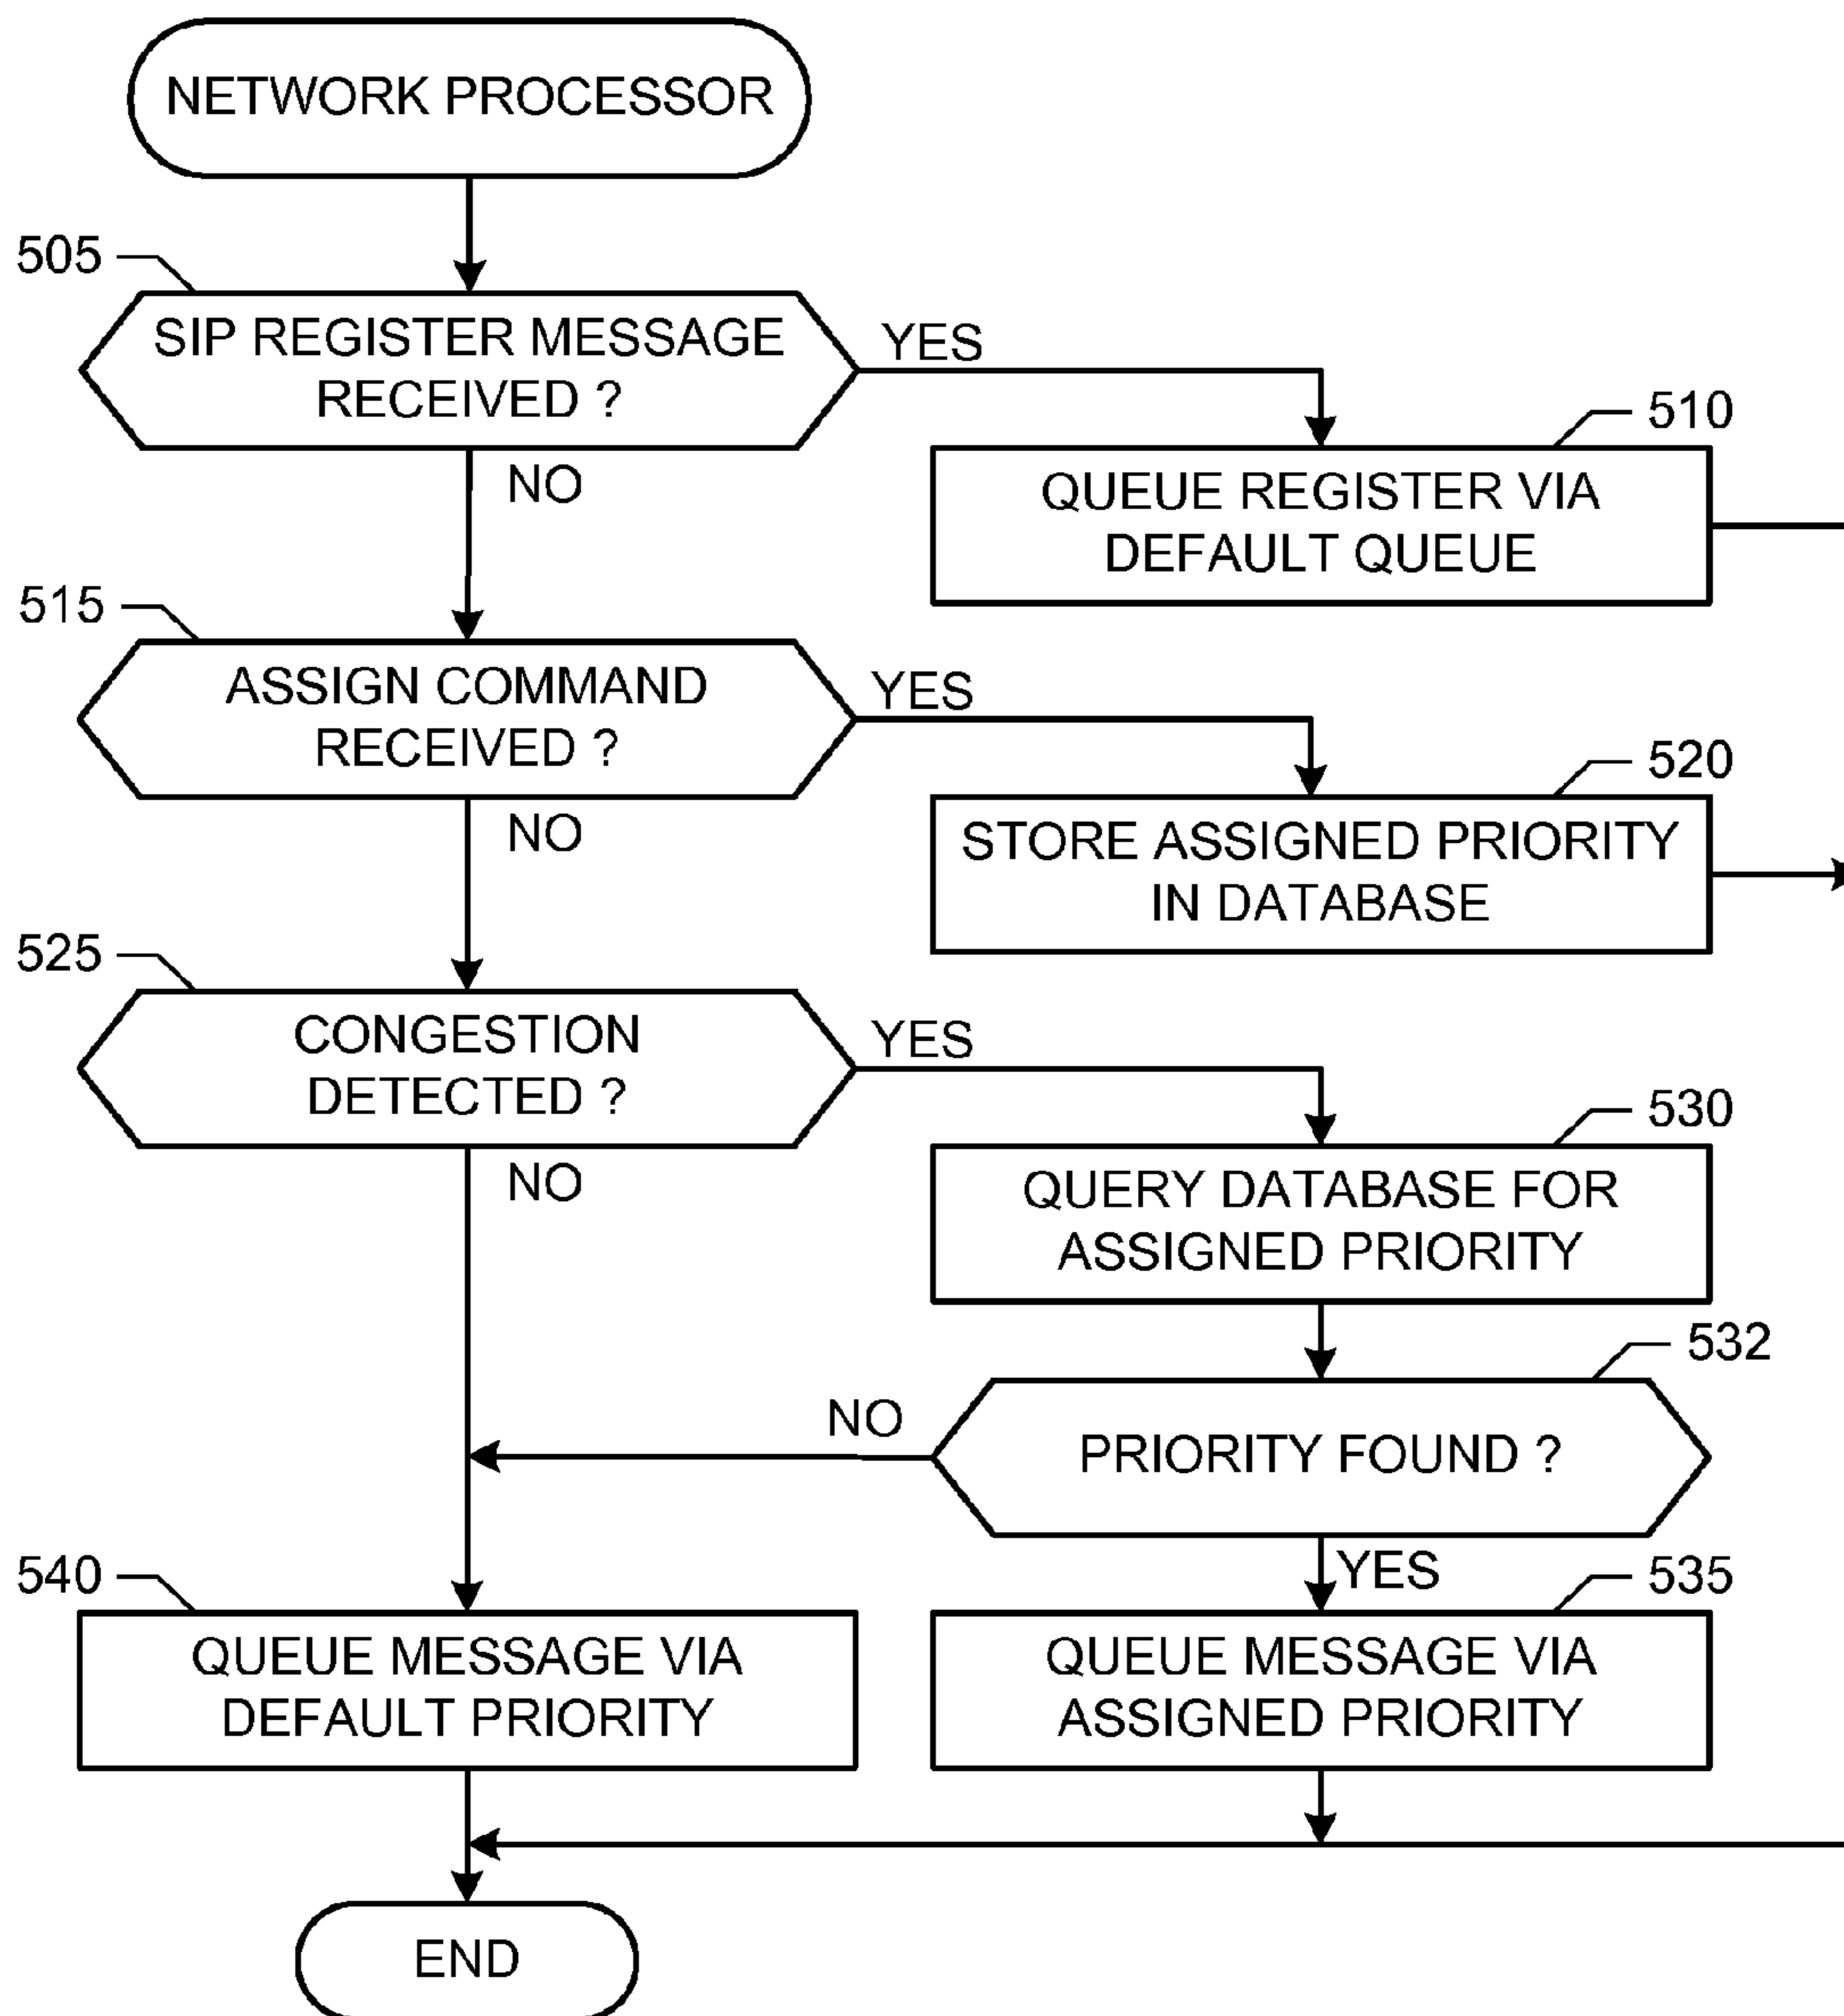 NETWORK PROCESSOR
505
SIP REGISTER MESSAGE
RECEIVED ?
YES
NO
510
QUEUE REGISTER VIA
DEFAULT QUEUE
515
ASSIGN COMMAND
RECEIVED ?
YES
NO
520
STORE ASSIGNED PRIORITY
IN DATABASE
525
CONGESTION
DETECTED ?
YES
NO
530
QUERY DATABASE FOR
ASSIGNED PRIORITY
532
PRIORITY FOUND ?
NO
YES
540
QUEUE MESSAGE VIA
DEFAULT PRIORITY
535
QUEUE MESSAGE VIA
ASSIGNED PRIORITY
END